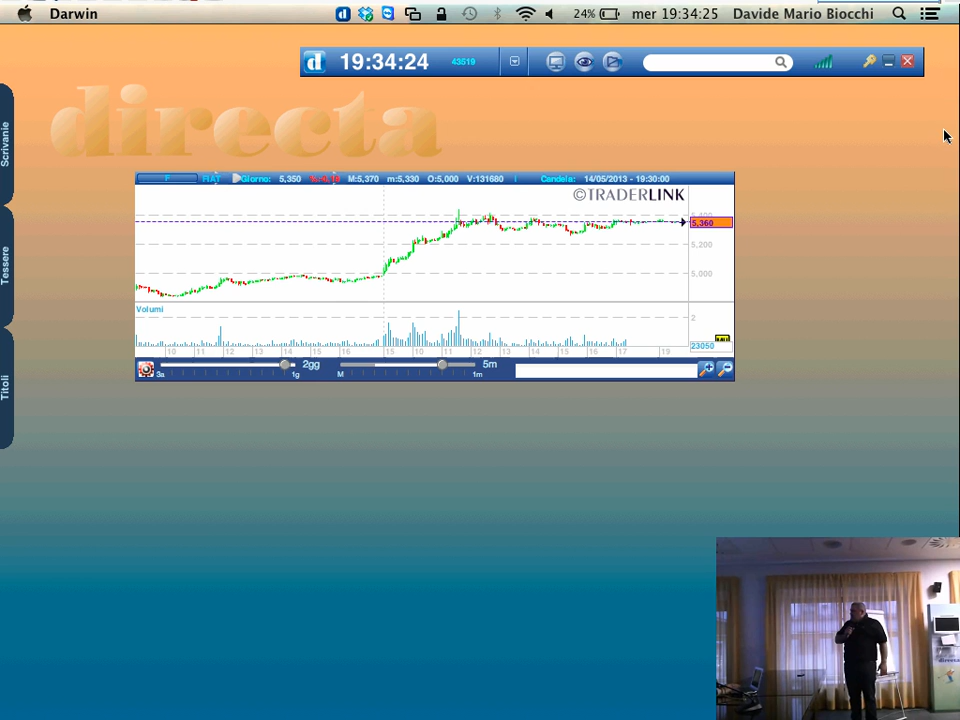 Darwin
24%
mer 19:34:25
Davide Mario Biocchi
19:34:24
43519
directa
Scrivanie
Tessere
Titoli
F
FIAT
Giorno: 5,350
M:5,370 m:5,330 O:5,000 V:131680
Candela: 14/05/2013 - 19:30:00
©TRADERLINK
5,360
5,200
5,000
Volumi
2
23050
10 11 12 13 14 15 16 15 11 12 13 14 15 16 17 19
2gg
5m
3a
1g
M
1m
directa